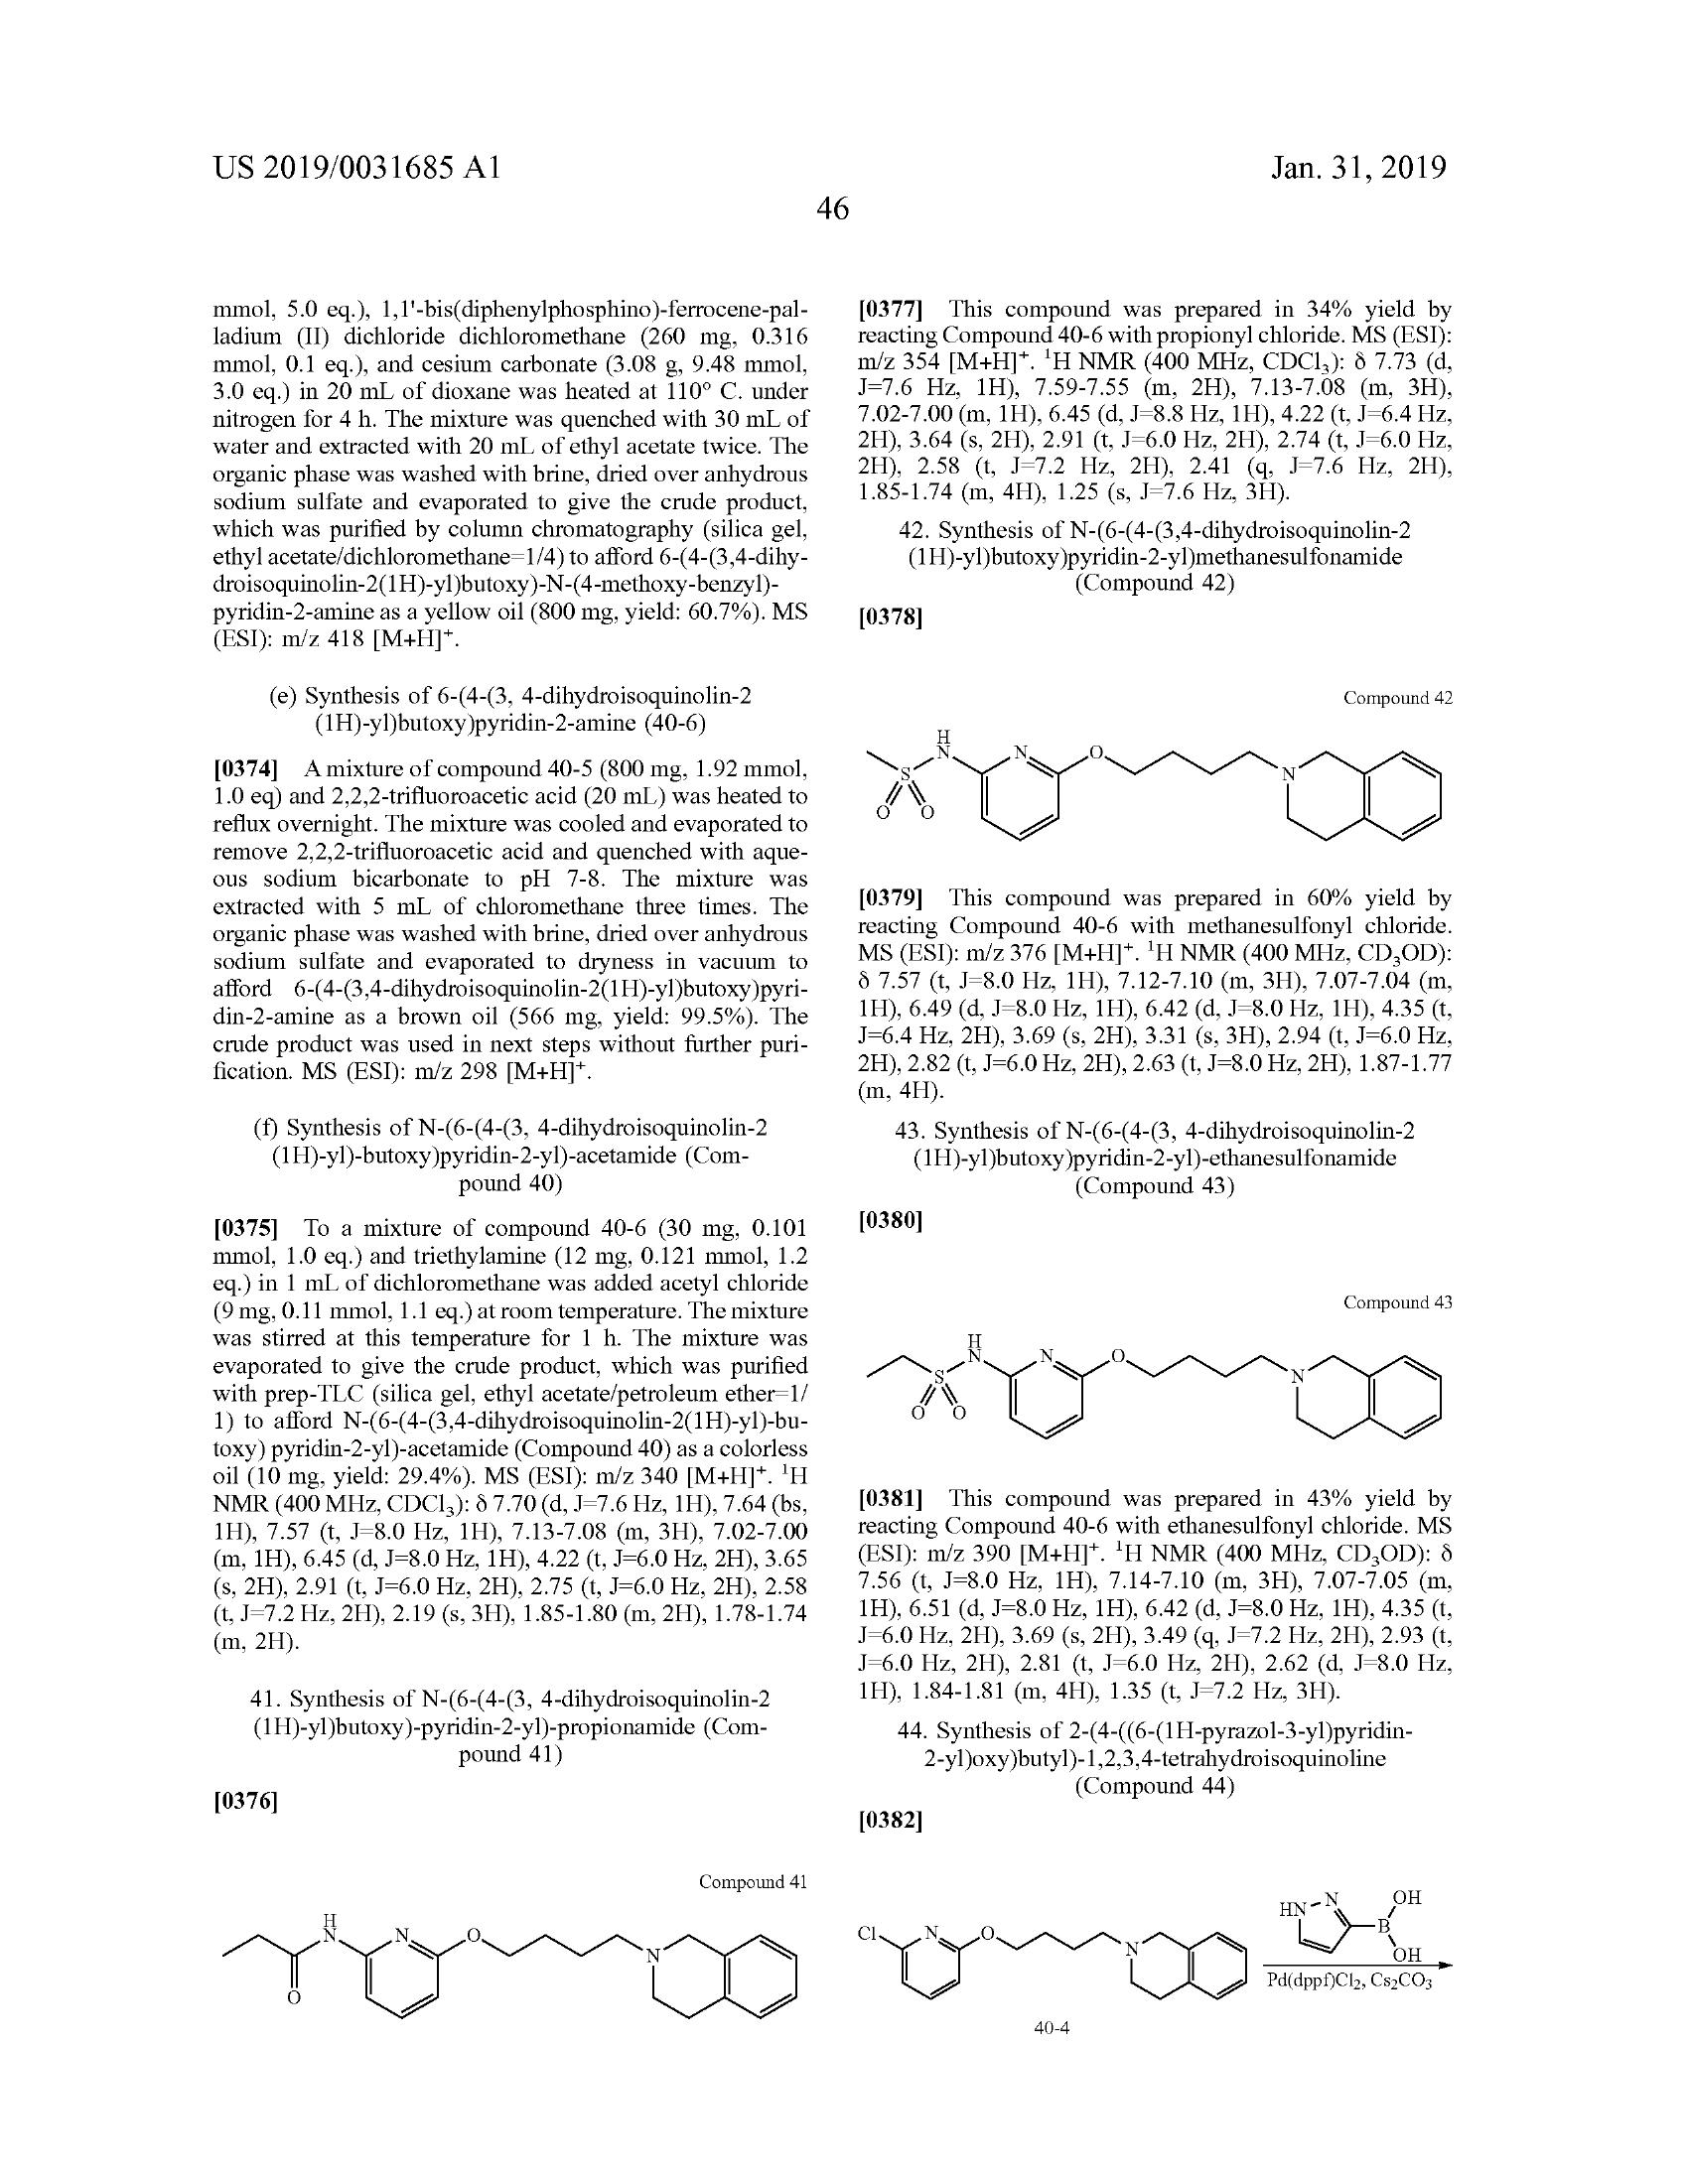 US 2019/0031685 A1
Jan. 31, 2019
46
mmol, 5.0 eq.), 1,1'-bis(diphenylphosphino)-ferrocene-pal-
ladium (II) dichloride dichloromethane (260 mg, 0.316
mmol, 0.1 eq.), and cesium carbonate (3.08 g, 9.48 mmol,
3.0 eq.) in 20 mL of dioxane was heated at 110° C. under
nitrogen for 4 h. The mixture was quenched with 30 mL of
water and extracted with 20 mL of ethyl acetate twice. The
organic phase was washed with brine, dried over anhydrous
sodium sulfate and evaporated to give the crude product,
which was purified by column chromatography (silica gel,
ethyl acetate/dichloromethane=1/4) to afford 6-(4-(3,4-dihy-
droisoquinolin-2(1H)-yl)butoxy)-N-(4-methoxy-benzyl)-
pyridin-2-amine as a yellow oil (800 mg, yield: 60.7%). MS
(ESI): m/z 418 [M+H]⁺.
(e) Synthesis of 6-(4-(3, 4-dihydroisoquinolin-2
(1H)-yl)butoxy)pyridin-2-amine (40-6)
[0374] A mixture of compound 40-5 (800 mg, 1.92 mmol,
1.0 eq) and 2,2,2-trifluoroacetic acid (20 mL) was heated to
reflux overnight. The mixture was cooled and evaporated to
remove 2,2,2-trifluoroacetic acid and quenched with aque-
ous sodium bicarbonate to pH 7-8. The mixture was
extracted with 5 mL of chloromethane three times. The
organic phase was washed with brine, dried over anhydrous
sodium sulfate and evaporated to dryness in vacuum to
afford 6-(4-(3,4-dihydroisoquinolin-2(1H)-yl)butoxy)pyri-
din-2-amine as a brown oil (566 mg, yield: 99.5%). The
crude product was used in next steps without further puri-
fication. MS (ESI): m/z 298 [M+H]⁺.
(f) Synthesis of N-(6-(4-(3, 4-dihydroisoquinolin-2
(1H)-yl)-butoxy)pyridin-2-yl)-acetamide (Com-
pound 40)
[0375] To a mixture of compound 40-6 (30 mg, 0.101
mmol, 1.0 eq.) and triethylamine (12 mg, 0.121 mmol, 1.2
eq.) in 1 mL of dichloromethane was added acetyl chloride
(9 mg, 0.11 mmol, 1.1 eq.) at room temperature. The mixture
was stirred at this temperature for 1 h. The mixture was
evaporated to give the crude product, which was purified
with prep-TLC (silica gel, ethyl acetate/petroleum ether=1/
1) to afford N-(6-(4-(3,4-dihydroisoquinolin-2(1H)-yl)-bu-
toxy) pyridin-2-yl)-acetamide (Compound 40) as a colorless
oil (10 mg, yield: 29.4%). MS (ESI): m/z 340 [M+H]⁺. ¹H
NMR (400 MHz, CDCl₃): δ 7.70 (d, J=7.6 Hz, 1H), 7.64 (bs,
1H), 7.57 (t, J=8.0 Hz, 1H), 7.13-7.08 (m, 3H), 7.02-7.00
(m, 1H), 6.45 (d, J=8.0 Hz, 1H), 4.22 (t, J=6.0 Hz, 2H), 3.65
(s, 2H), 2.91 (t, J=6.0 Hz, 2H), 2.75 (t, J=6.0 Hz, 2H), 2.58
(t, J=7.2 Hz, 2H), 2.19 (s, 3H), 1.85-1.80 (m, 2H), 1.78-1.74
(m, 2H).
41. Synthesis of N-(6-(4-(3, 4-dihydroisoquinolin-2
(1H)-yl)butoxy)-pyridin-2-yl)-propionamide (Com-
pound 41)
[0376]
Compound 41
H
N
N
O
N
O
[0377] This compound was prepared in 34% yield by
reacting Compound 40-6 with propionyl chloride. MS (ESI):
m/z 354 [M+H]⁺. ¹H NMR (400 MHz, CDCl₃): δ 7.73 (d,
J=7.6 Hz, 1H), 7.59-7.55 (m, 2H), 7.13-7.08 (m, 3H),
7.02-7.00 (m, 1H), 6.45 (d, J=8.8 Hz, 1H), 4.22 (t, J=6.4 Hz,
2H), 3.64 (s, 2H), 2.91 (t, J=6.0 Hz, 2H), 2.74 (t, J=6.0 Hz,
2H), 2.58 (t, J=7.2 Hz, 2H), 2.41 (q, J=7.6 Hz, 2H),
1.85-1.74 (m, 4H), 1.25 (s, J=7.6 Hz, 3H).
42. Synthesis of N-(6-(4-(3,4-dihydroisoquinolin-2
(1H)-yl)butoxy)pyridin-2-yl)methanesulfonamide
(Compound 42)
[0378]
Compound 42
H
N
N
O
N
S
O
O
[0379] This compound was prepared in 60% yield by
reacting Compound 40-6 with methanesulfonyl chloride.
MS (ESI): m/z 376 [M+H]⁺. ¹H NMR (400 MHz, CD₃OD):
δ 7.57 (t, J=8.0 Hz, 1H), 7.12-7.10 (m, 3H), 7.07-7.04 (m,
1H), 6.49 (d, J=8.0 Hz, 1H), 6.42 (d, J=8.0 Hz, 1H), 4.35 (t,
J=6.4 Hz, 2H), 3.69 (s, 2H), 3.31 (s, 3H), 2.94 (t, J=6.0 Hz,
2H), 2.82 (t, J=6.0 Hz, 2H), 2.63 (t, J=8.0 Hz, 2H), 1.87-1.77
(m, 4H).
43. Synthesis of N-(6-(4-(3, 4-dihydroisoquinolin-2
(1H)-yl)butoxy)pyridin-2-yl)-ethanesulfonamide
(Compound 43)
[0380]
Compound 43
H
N
N
O
N
S
O
O
[0381] This compound was prepared in 43% yield by
reacting Compound 40-6 with ethanesulfonyl chloride. MS
(ESI): m/z 390 [M+H]⁺. ¹H NMR (400 MHz, CD₃OD): δ
7.56 (t, J=8.0 Hz, 1H), 7.14-7.10 (m, 3H), 7.07-7.05 (m,
1H), 6.51 (d, J=8.0 Hz, 1H), 6.42 (d, J=8.0 Hz, 1H), 4.35 (t,
J=6.0 Hz, 2H), 3.69 (s, 2H), 3.49 (q, J=7.2 Hz, 2H), 2.93 (t,
J=6.0 Hz, 2H), 2.81 (t, J=6.0 Hz, 2H), 2.62 (d, J=8.0 Hz,
1H), 1.84-1.81 (m, 4H), 1.35 (t, J=7.2 Hz, 3H).
44. Synthesis of 2-(4-((6-(1H-pyrazol-3-yl)pyridin-
2-yl)oxy)butyl)-1,2,3,4-tetrahydroisoquinoline
(Compound 44)
[0382]
Cl
N
O
N
HN
N
B
OH
OH
Pd(dppf)Cl₂, Cs₂CO₃
40-4